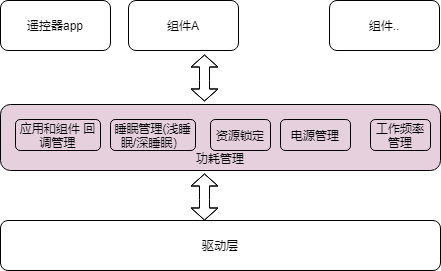 遥控器app
组件A
组件..
应用和组件 回
调管理
睡眠管理(浅睡
眠/深睡眠)
资源锁定
电源管理
工作频率
管理
功耗管理
驱动层